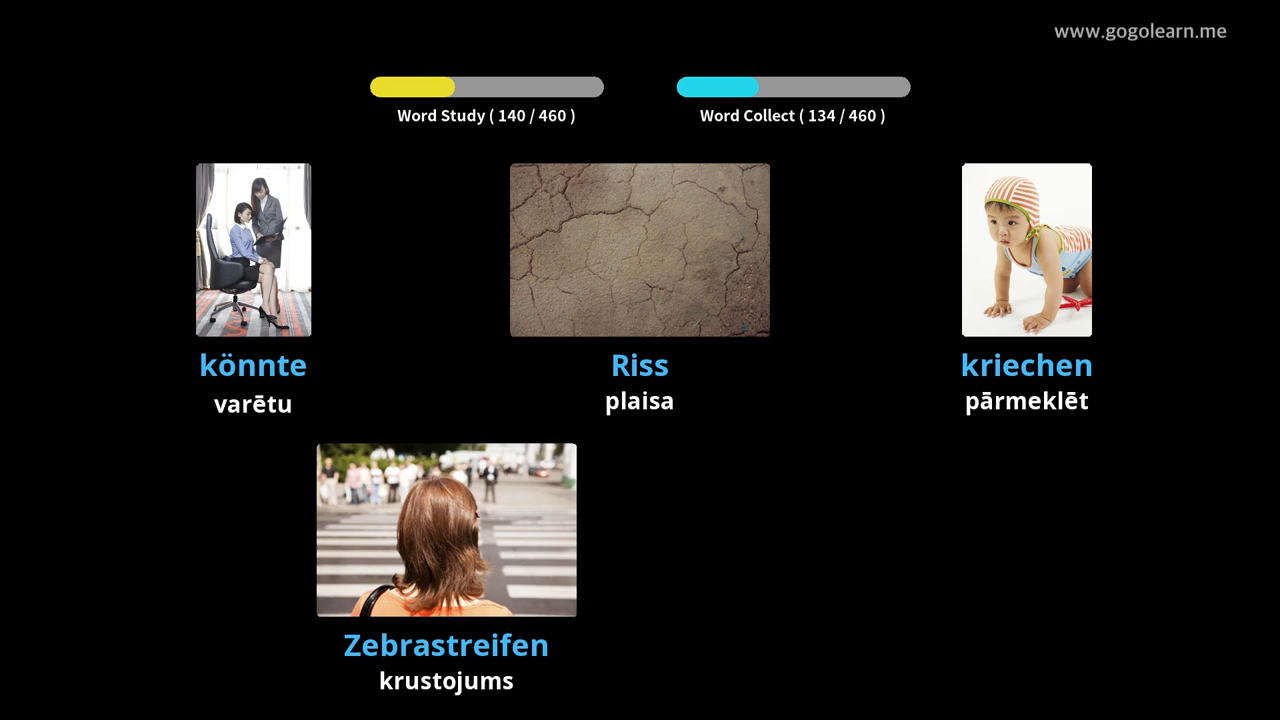 www.gogolearn.me
Word Study ( 140 / 460 )
Word Collect ( 134 / 460 )
könnte
varētu
Riss
plaisa
kriechen
pārmeklēt
Zebrastreifen
krustojums